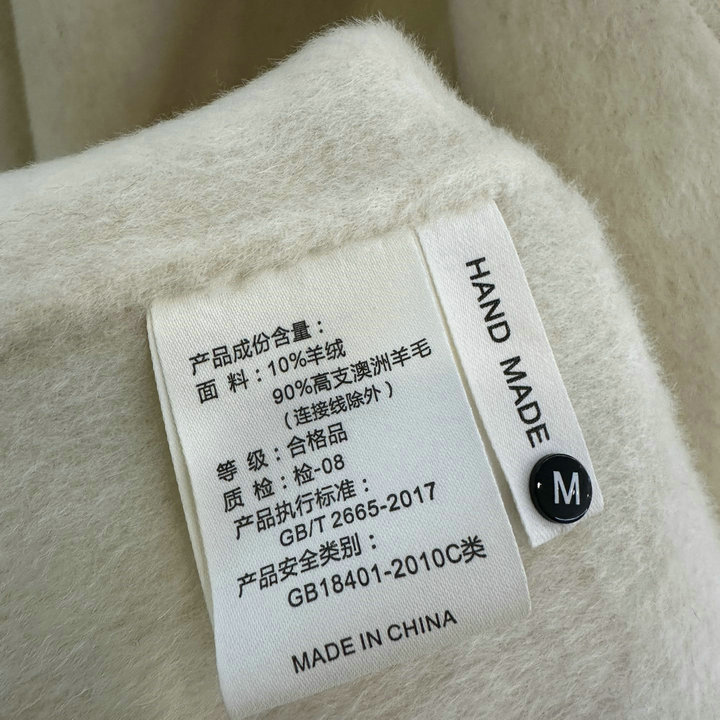 产品成份含量：
面 料：10%羊绒
90%高支澳洲羊毛
（连接线除外）
等 级：合格品
质 检：检-08
产品执行标准：
GB/T 2665-2017
产品安全类别：
GB18401-2010C类
MADE IN CHINA
HAND MADE
M